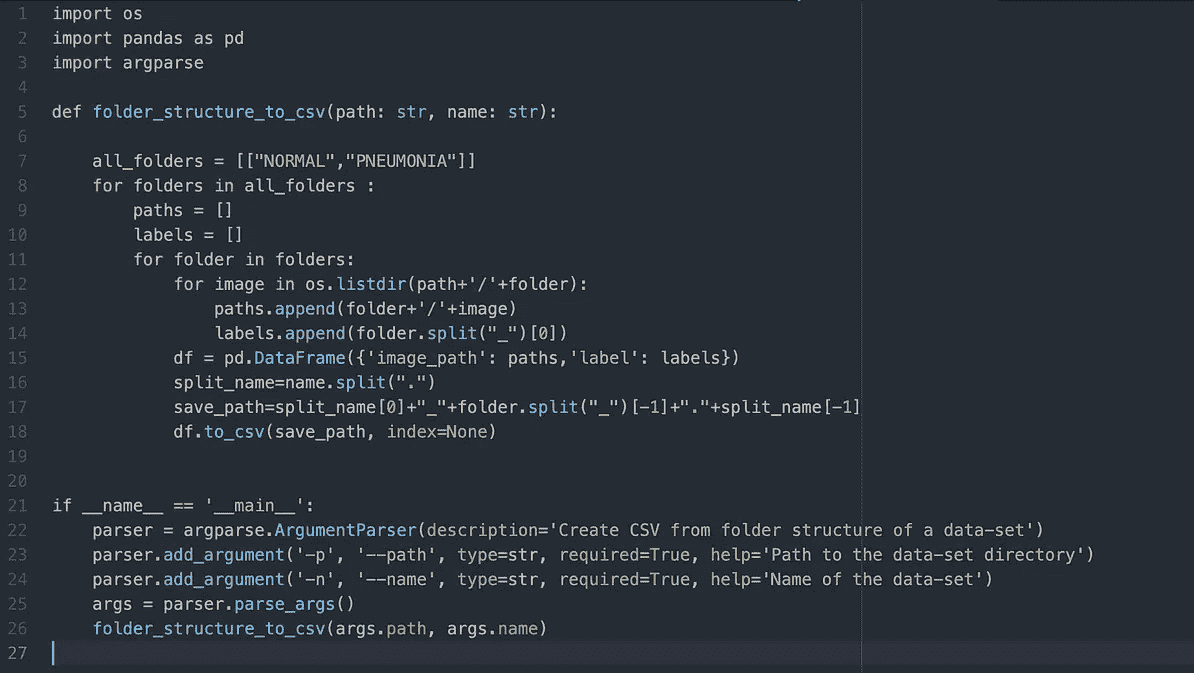 1 import os
2 import pandas as pd
3 import argparse
4
5 def folder_structure_to_csv(path: str, name: str):
6
7     all_folders = [["NORMAL","PNEUMONIA"]]
8     for folders in all_folders :
9         paths = []
10         labels = []
11         for folder in folders:
12             for image in os.listdir(path+'/'+folder):
13                 paths.append(folder+'/'+image)
14                 labels.append(folder.split("_")[0])
15             df = pd.DataFrame({'image_path': paths,'label': labels})
16             split_name=name.split(".")
17             save_path=split_name[0]+"_"+folder.split("_")[-1]+"."+split_name[-1]
18             df.to_csv(save_path, index=None)
19
20
21 if __name__ == '__main__':
22     parser = argparse.ArgumentParser(description='Create CSV from folder structure of a data-set')
23     parser.add_argument('-p', '--path', type=str, required=True, help='Path to the data-set directory')
24     parser.add_argument('-n', '--name', type=str, required=True, help='Name of the data-set')
25     args = parser.parse_args()
26     folder_structure_to_csv(args.path, args.name)
27